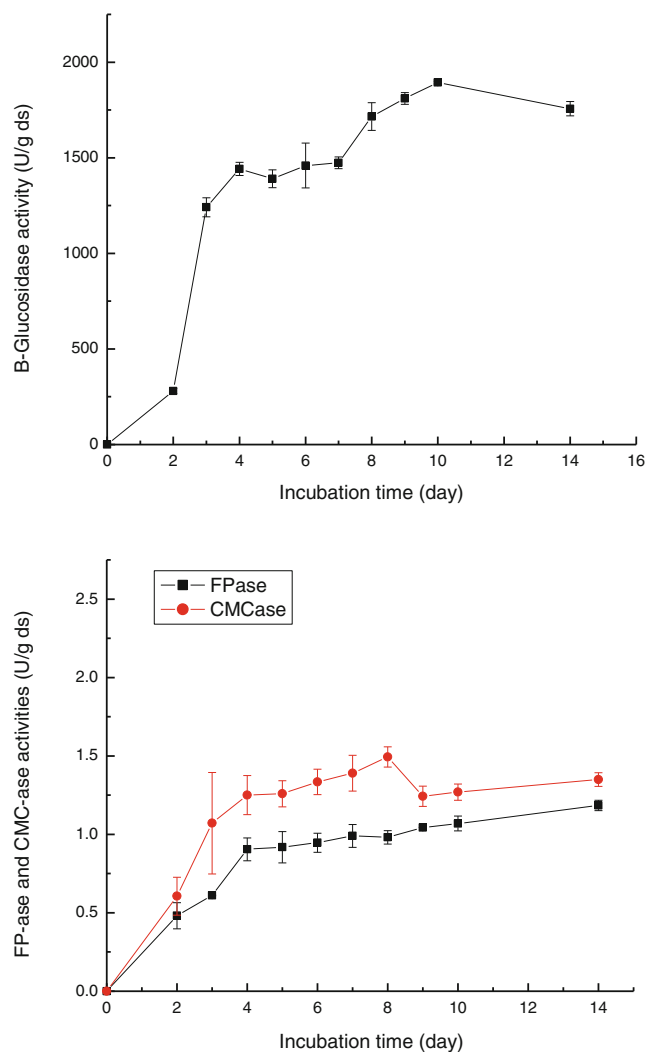 B-Glucosidase activity (U/g ds)
2000
1500
1000
500
0
0 2 4 6 8 10 12 14 16
Incubation time (day)
FP-ase and CMC-ase activities (U/g ds)
FPase
CMCase
2.5
2.0
1.5
1.0
0.5
0.0
0 2 4 6 8 10 12 14
Incubation time (day)